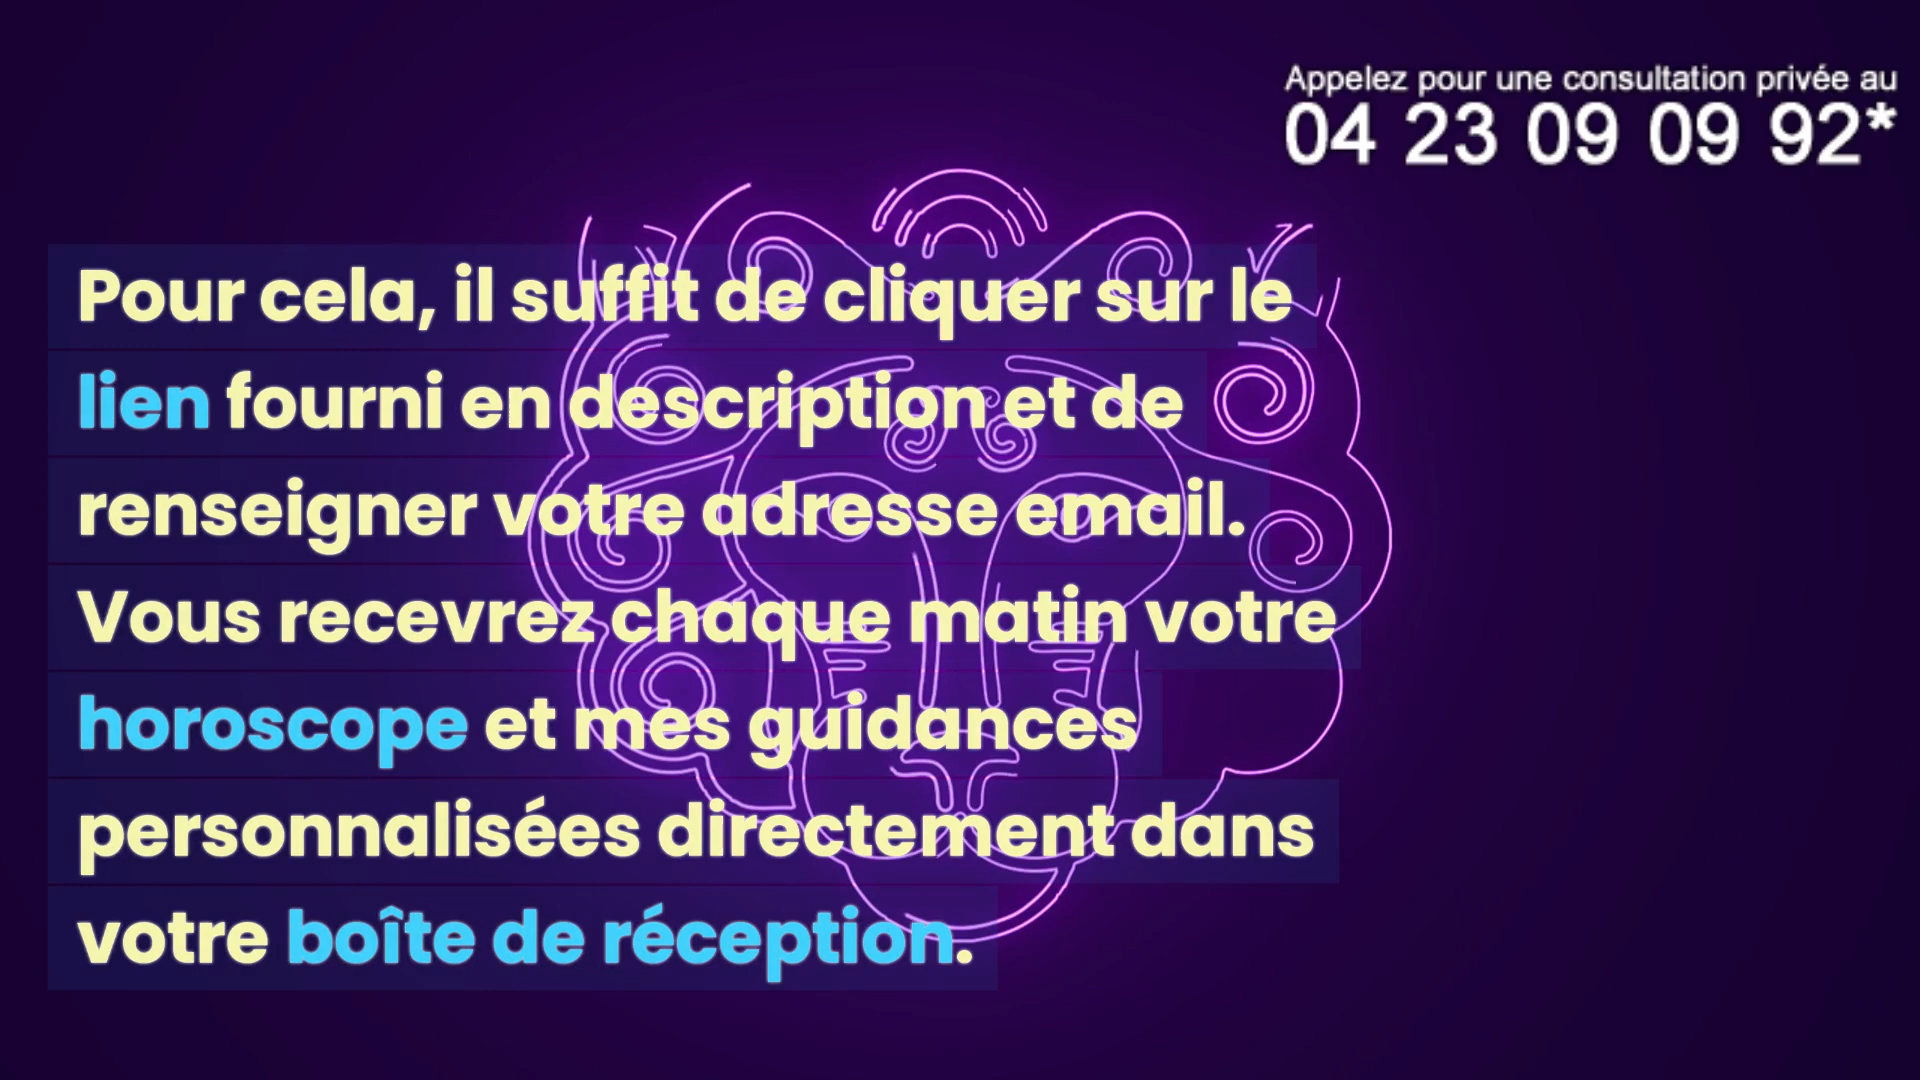 Appelez pour une consultation privée au
04 23 09 09 92*
Pour cela, il suffit de cliquer sur le
lien fourni en description et de
renseigner votre adresse email.
Vous recevrez chaque matin votre
horoscope et mes guidances
personnalisées directement dans
votre boîte de réception.